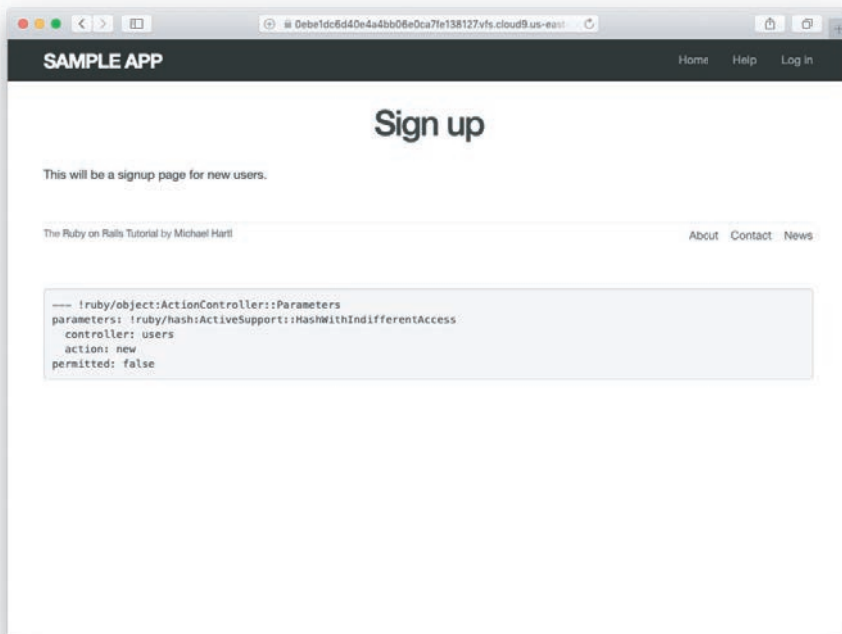 0ebe1dc6d40e4a4bb06e0ca7fe138127.vfs.cloud9.us-east
SAMPLE APP
Home Help Log in
Sign up
This will be a signup page for new users.
The Ruby on Rails Tutorial by Michael Hartl
About Contact News
--- !ruby/object:ActionController::Parameters
parameters: !ruby/hash:ActiveSupport::HashWithIndifferentAccess
  controller: users
  action: new
permitted: false